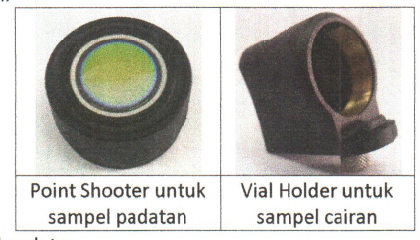 Point Shooter untuk
sampel padatan
Vial Holder untuk
sampel cairan